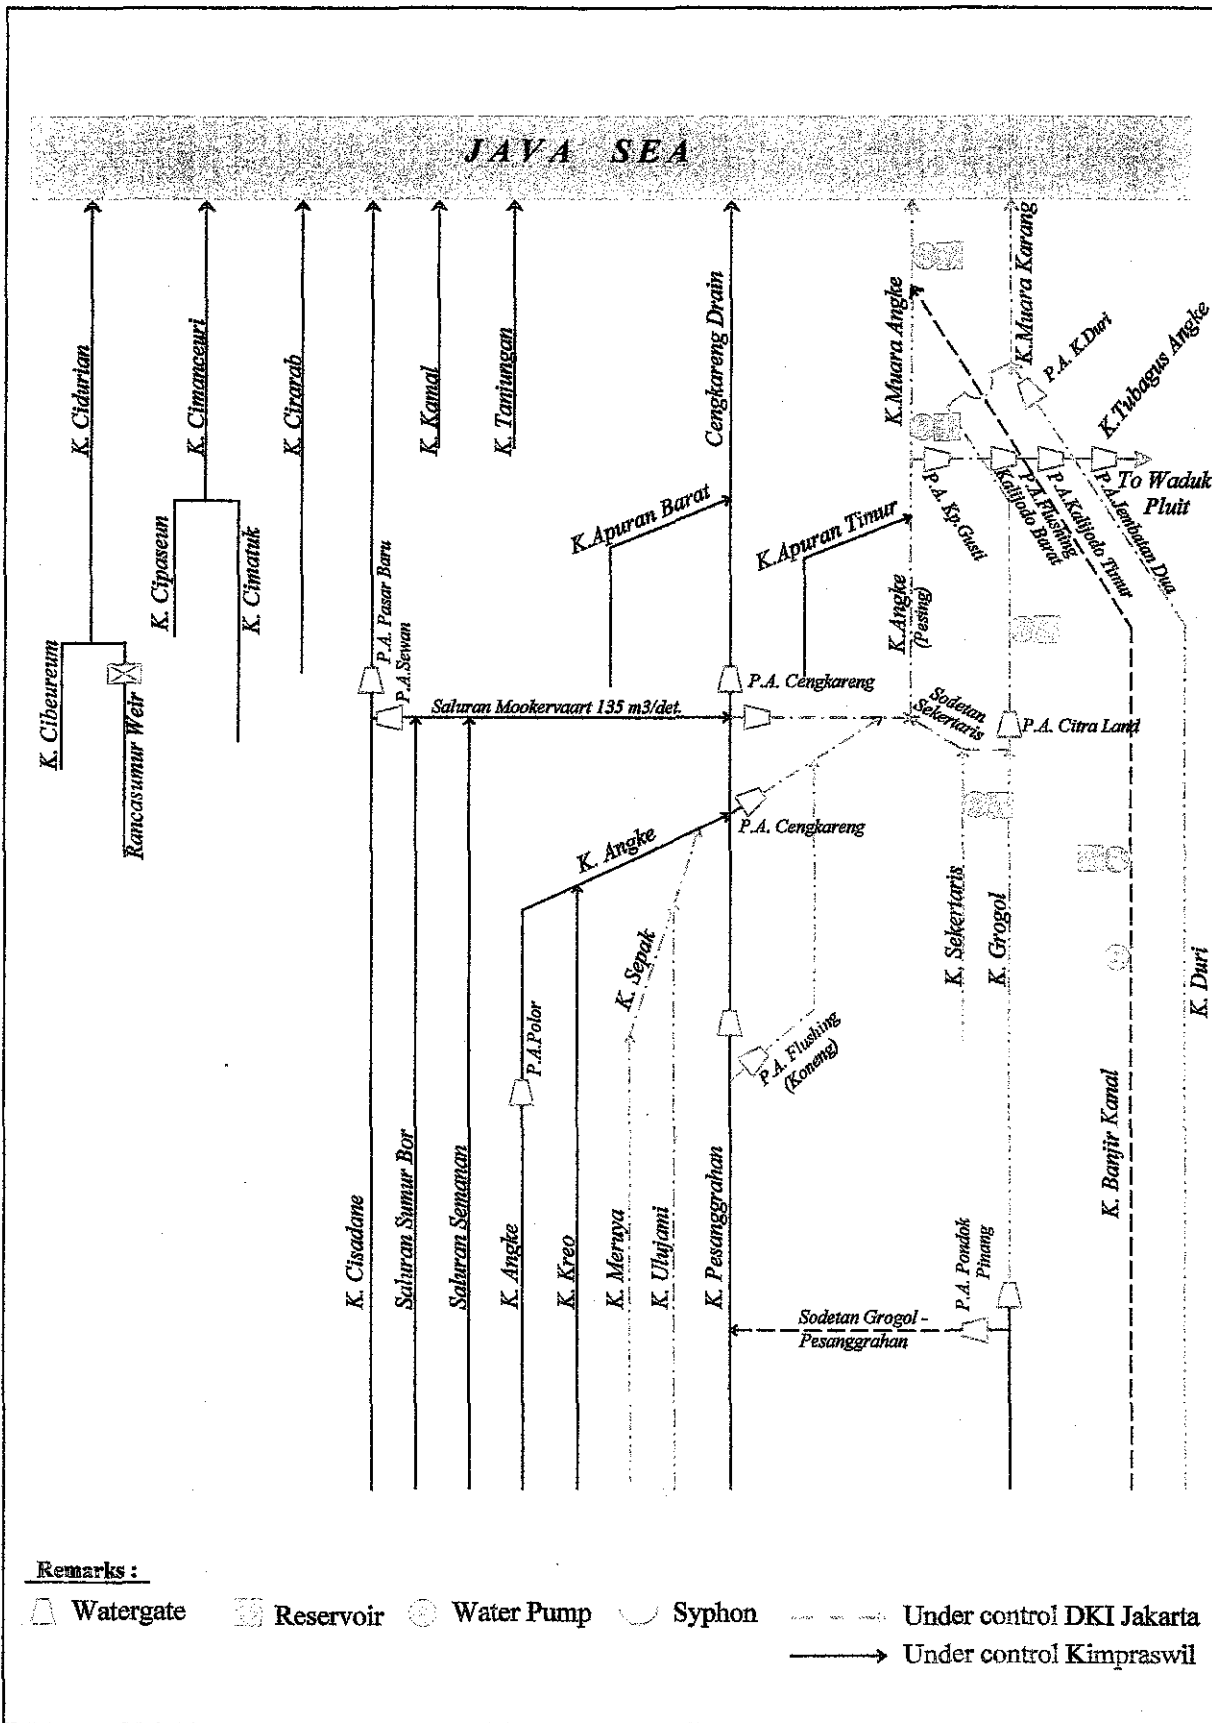 JAVA SEA
K. Cidurian
K. Cimanceuri
K. Cirarab
K. Kamal
K. Tanjungan
Cengkareng Drain
K.Muara Angke
K.Muara Karang
P.A. K.Duri
K.Tubagus Angke
To Waduk
Pluit
K.Apuran Barat
K.Apuran Timur
P.A. Kp.Gusti
Kalijodo Barat
P.A.Flushing
P.A.Kalijodo Timur
P.A.Jembatan Dua
K. Cipaseun
K. Cimatuk
P.A. Pasar Baru
P.A.Sewan
K.Angke
(Pesing)
K. Cibeureum
Rancasumur Weir
P.A. Cengkareng
Saluran Mookervaart 135 m3/det.
Sodetan
Sekertaris
P.A. Citra Land
P.A. Cengkareng
K. Angke
K. Sepak
K. Sekertaris
K. Grogol
K. Duri
P.A.Polor
P.A. Flushing
(Koneng)
K. Cisadane
Saluran Sumur Bor
Saluran Semanan
K. Angke
K. Kreo
K. Meruya
K. Ulujami
K. Pesanggrahan
P.A. Pondok
Pinang
K. Banjir Kanal
Sodetan Grogol -
Pesanggrahan
Remarks :
Watergate
Reservoir
Water Pump
Syphon
Under control DKI Jakarta
Under control Kimpraswil